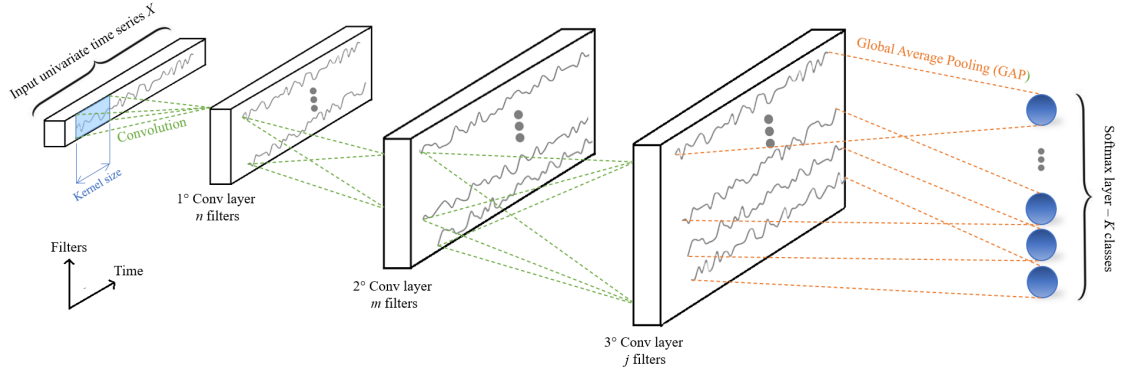 Input univariate time series X
Convolution
Kernel size
1° Conv layer
n filters
2° Conv layer
m filters
3° Conv layer
j filters
Global Average Pooling (GAP)
Softmax layer – K classes
Filters
Time